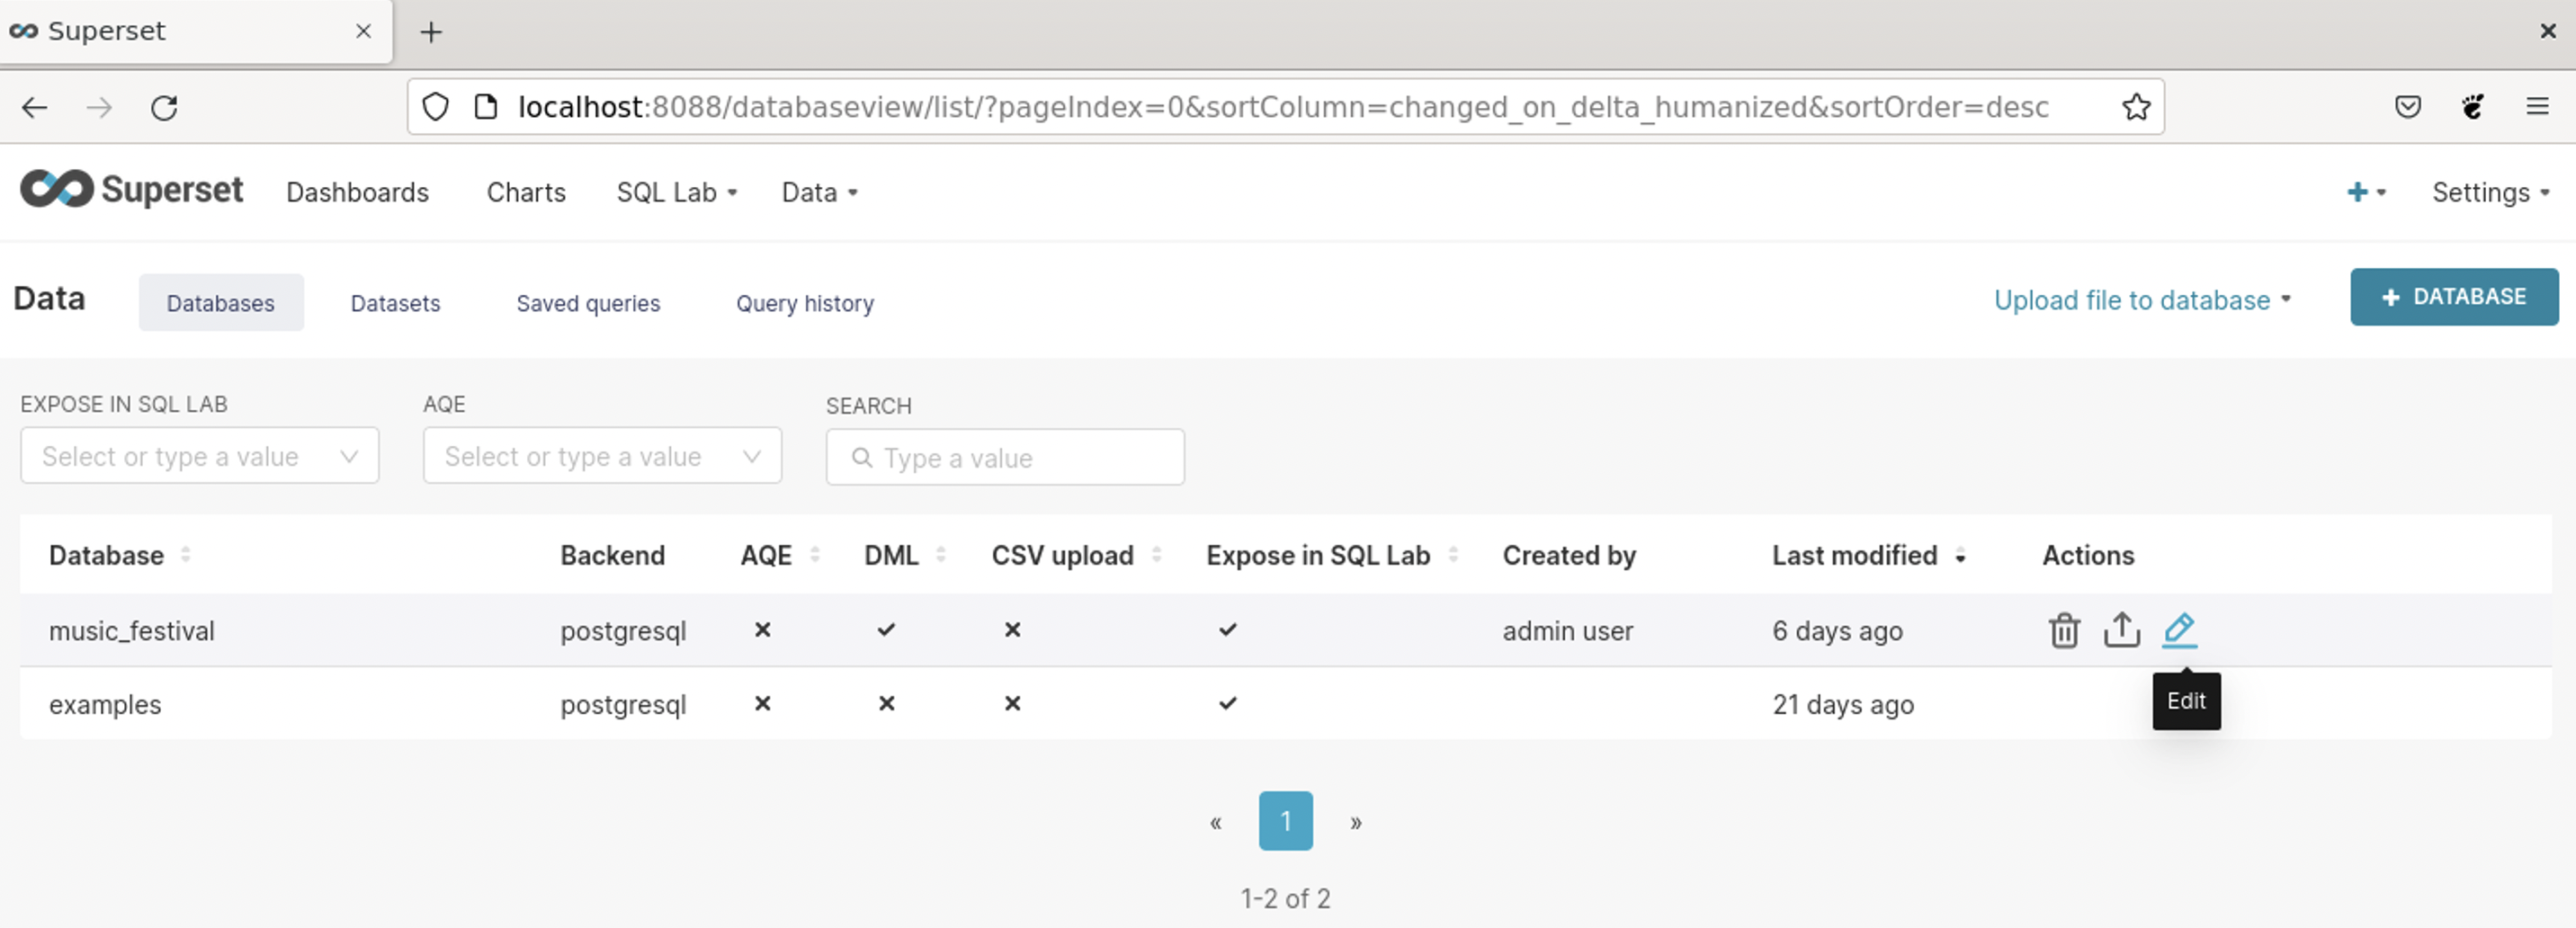 Superset
localhost:8088/databaseview/list/?pageIndex=0&sortColumn=changed_on_delta_humanized&sortOrder=desc
Superset Dashboards Charts SQL Lab Data + Settings
Data Databases Datasets Saved queries Query history Upload file to database + DATABASE
EXPOSE IN SQL LAB AQE SEARCH
Select or type a value Select or type a value Type a value
Database Backend AQE DML CSV upload Expose in SQL Lab Created by Last modified Actions
music_festival postgresql admin user 6 days ago
examples postgresql 21 days ago Edit
« 1 »
1-2 of 2